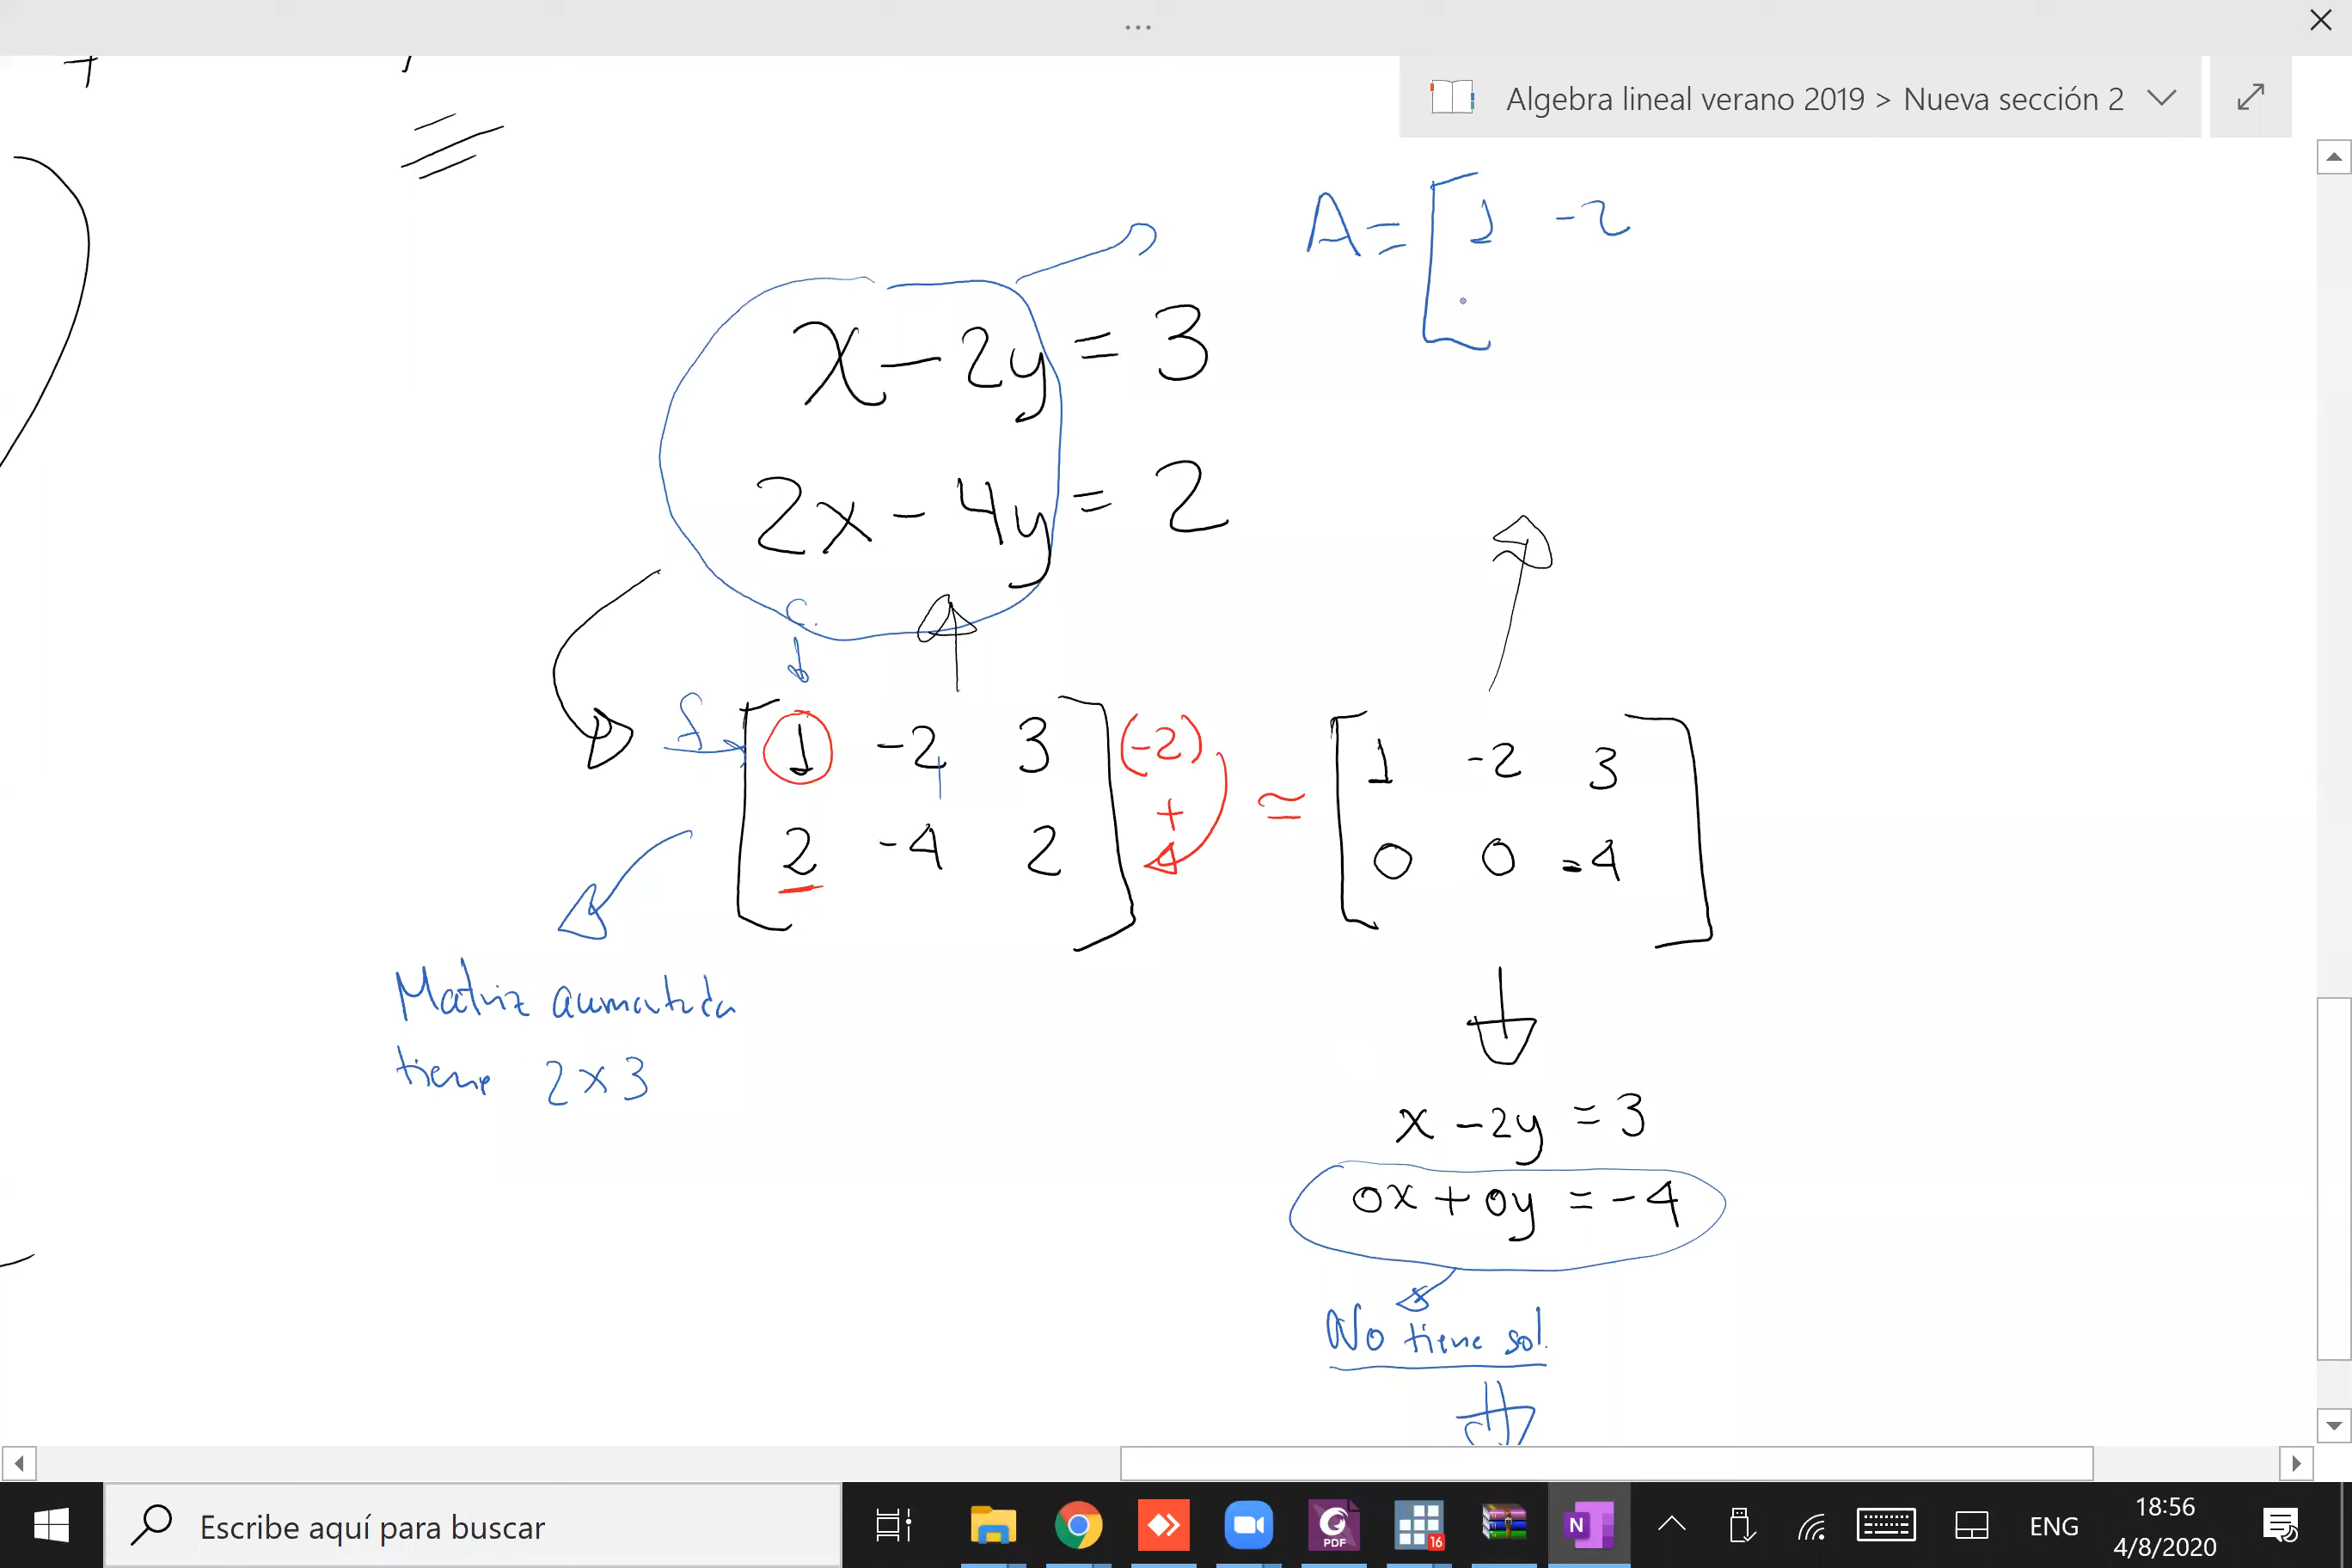 ...
Algebra lineal verano 2019 > Nueva sección 2
A = [ 1 -2
x - 2y = 3
2x - 4y = 2
c.
f
[ 1 -2 3 ] (-2)
+
[ 2 -4 2 ]
≃
[ 1 -2 3 ]
[ 0 0 -4 ]
Matriz aumentada
tiene 2x3
x - 2y = 3
0x + 0y = -4
No tiene sol.
Escribe aquí para buscar
PDF
16
N
ENG
18:56
4/8/2020